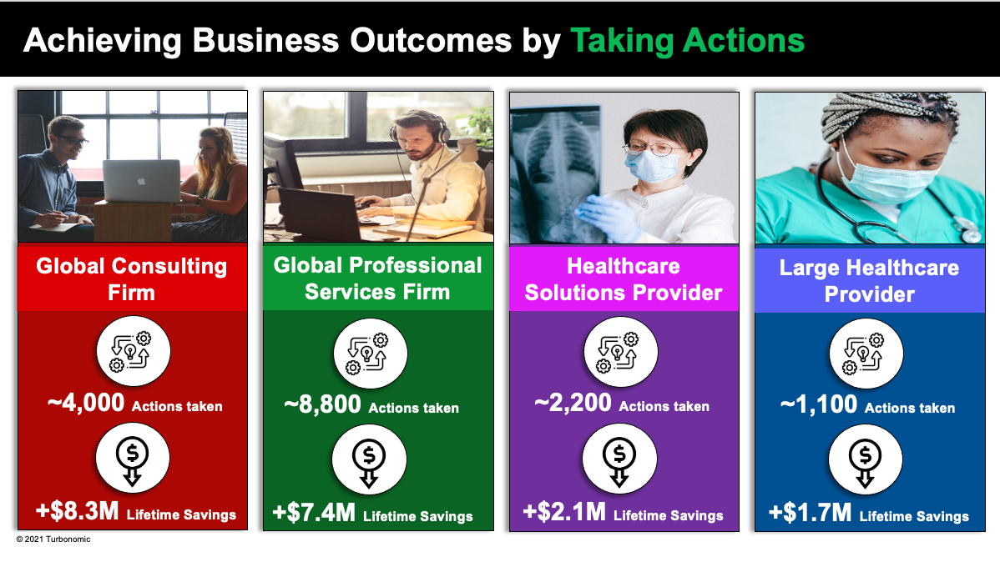 Achieving Business Outcomes by Taking Actions
Global Consulting
Firm
~4,000 Actions taken
+$8.3M Lifetime Savings
Global Professional
Services Firm
~8,800 Actions taken
+$7.4M Lifetime Savings
Healthcare
Solutions Provider
~2,200 Actions taken
+$2.1M Lifetime Savings
Large Healthcare
Provider
~1,100 Actions taken
+$1.7M Lifetime Savings
© 2021 Turbonomic